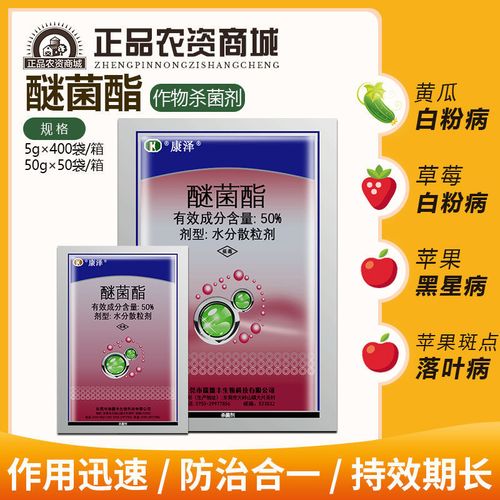 正品农资商城
正品农资商城
ZHENGPINNONGZISHANGCHENG
醚菌酯
作物杀菌剂
规格
5g×400袋/箱
50g×50袋/箱
康泽
醚菌酯
有效成分含量:50%
剂型:水分散粒剂
康泽
醚菌酯
有效成分含量:50%
剂型:水分散粒剂
杀菌剂
杀菌剂
黄瓜
白粉病
草莓
白粉病
苹果
黑星病
苹果斑点
落叶病
作用迅速/防治合一/持效期长